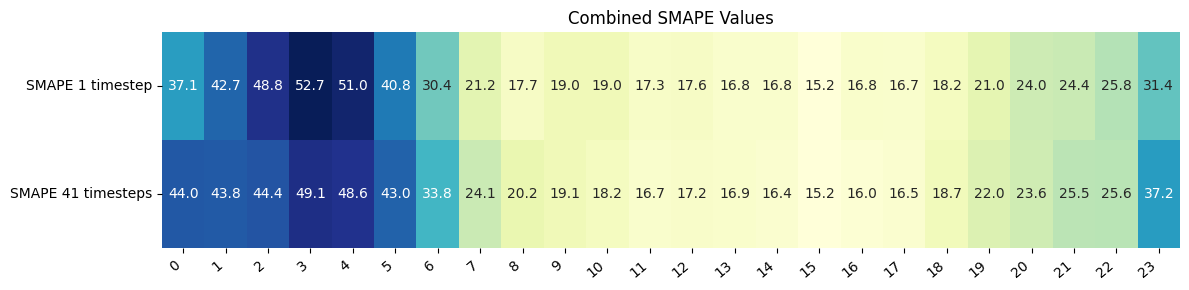 Combined SMAPE Values
SMAPE 1 timestep 37.1 42.7 48.8 52.7 51.0 40.8 30.4 21.2 17.7 19.0 19.0 17.3 17.6 16.8 16.8 15.2 16.8 16.7 18.2 21.0 24.0 24.4 25.8 31.4
SMAPE 41 timesteps 44.0 43.8 44.4 49.1 48.6 43.0 33.8 24.1 20.2 19.1 18.2 16.7 17.2 16.9 16.4 15.2 16.0 16.5 18.7 22.0 23.6 25.5 25.6 37.2
0 1 2 3 4 5 6 7 8 9 10 11 12 13 14 15 16 17 18 19 20 21 22 23